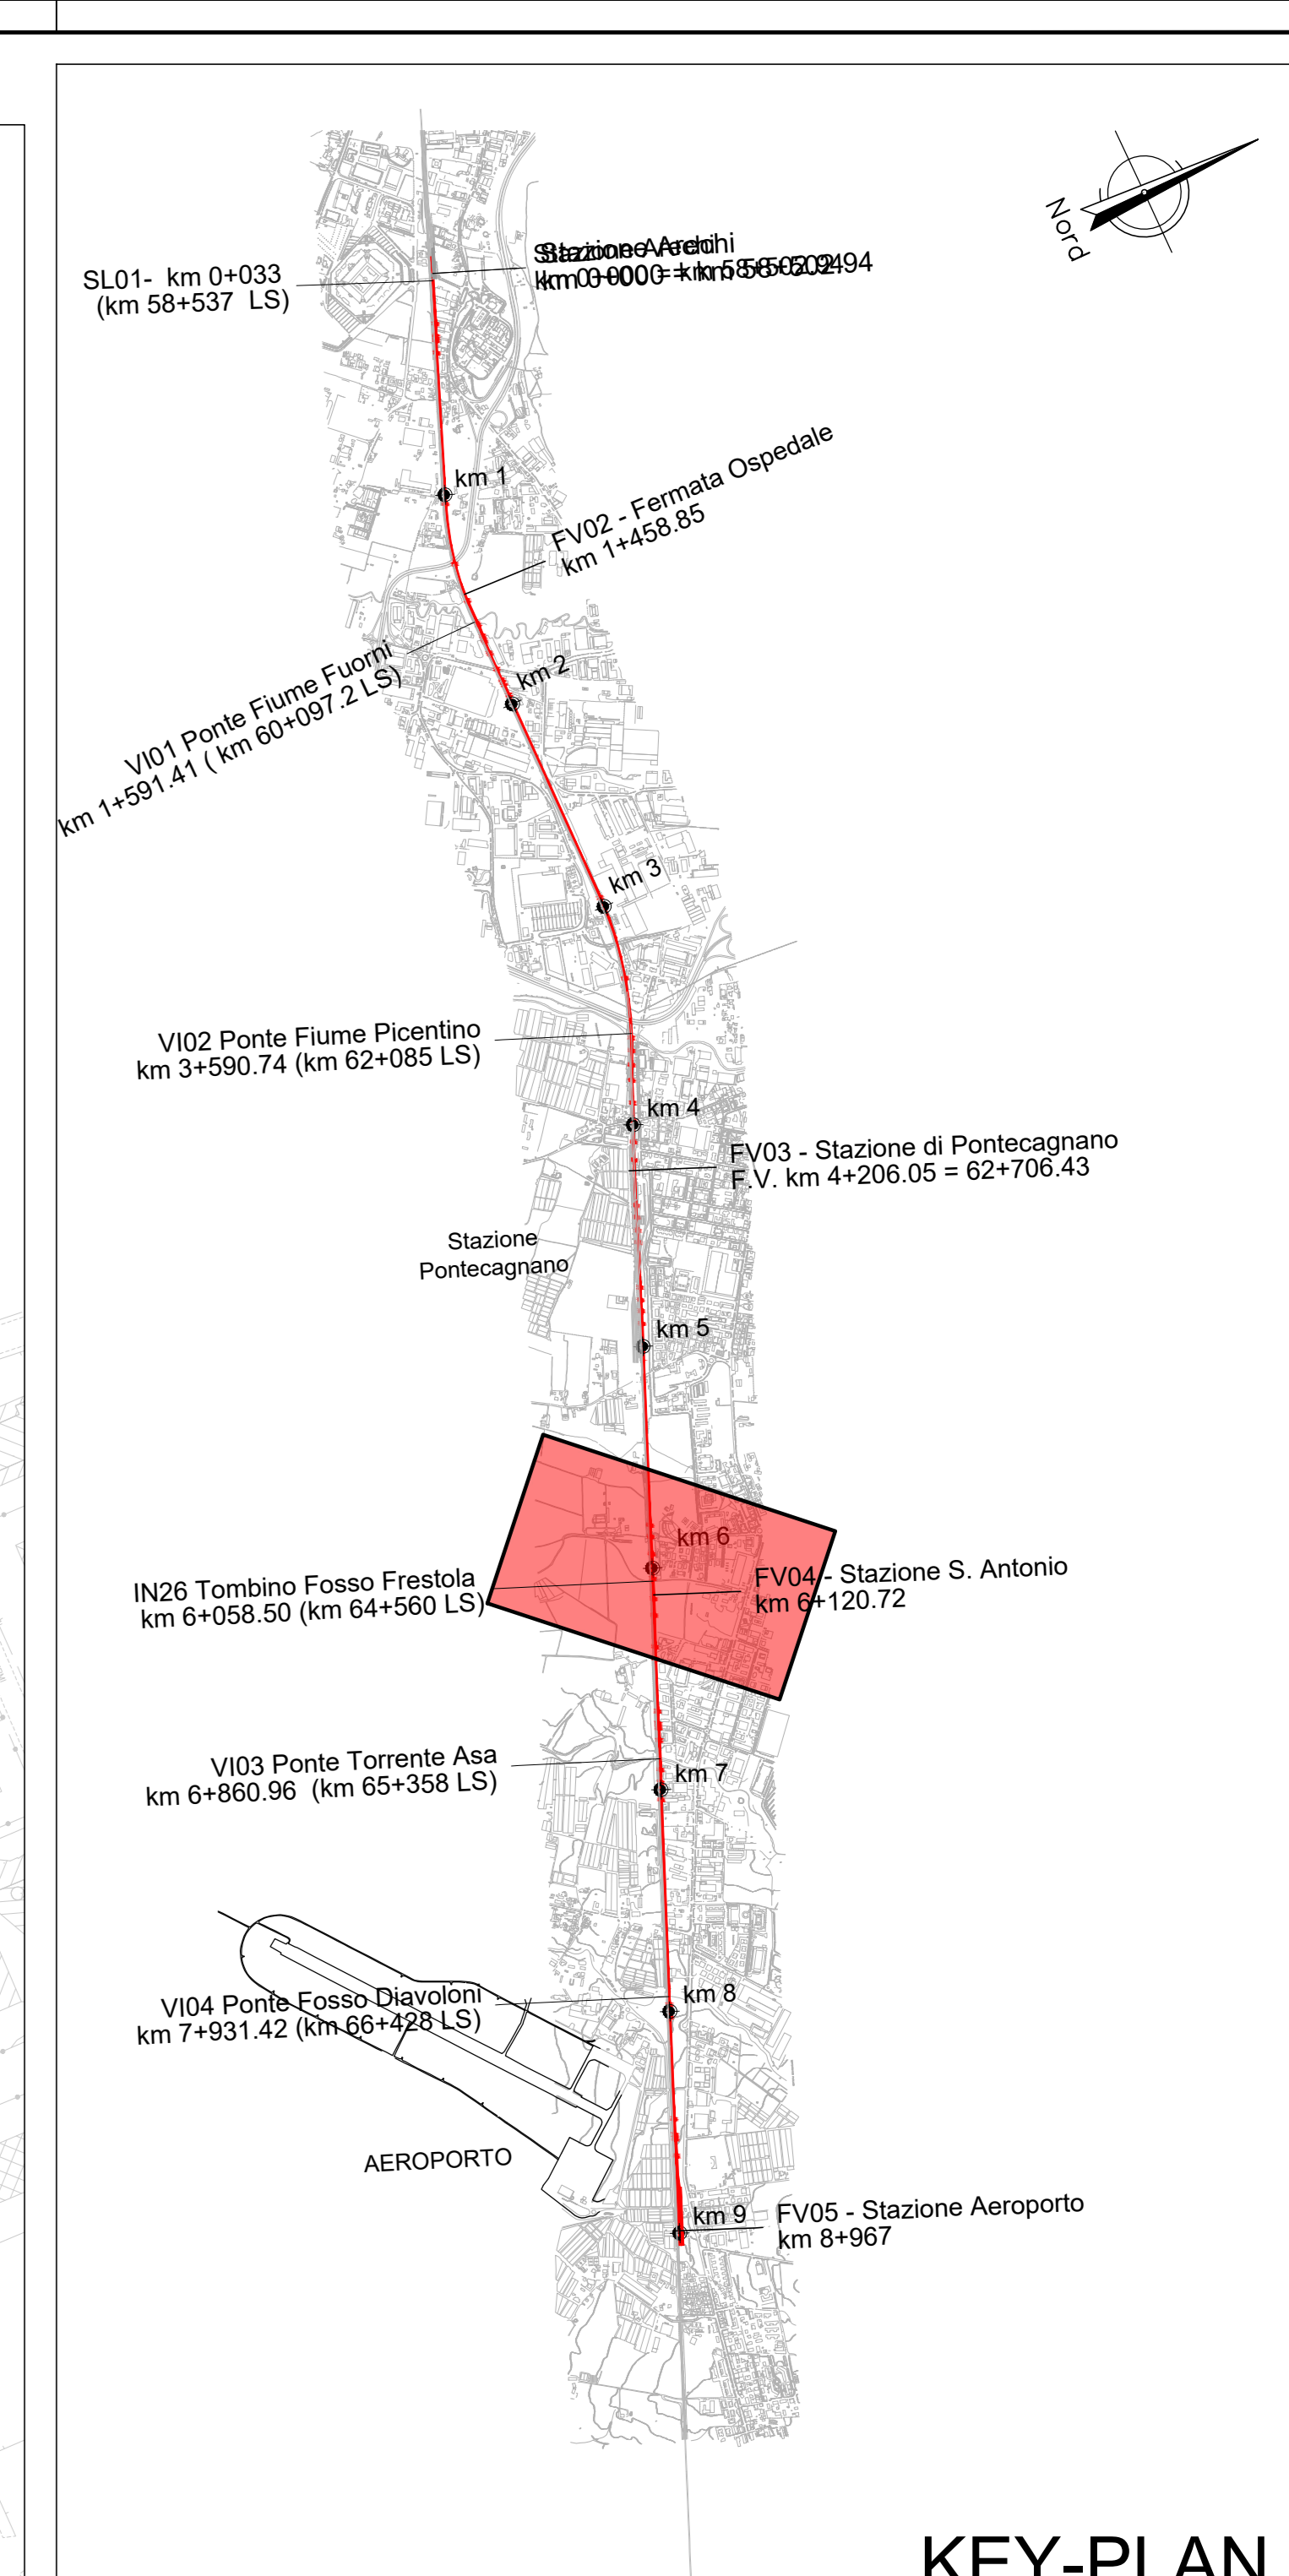 Nord
Stazione Arechi
SL01- km 0+033
(km 58+537 LS)
km 1
FV02 - Fermata Ospedale
km 1+458.85
VI01 Ponte Fiume Fuorni
km 1+591.41 ( km 60+097.2 LS)
km 2
km 3
VI02 Ponte Fiume Picentino
km 3+590.74 (km 62+085 LS)
km 4
FV03 - Stazione di Pontecagnano
F.V. km 4+206.05 = 62+706.43
Stazione
Pontecagnano
km 5
km 6
IN26 Tombino Fosso Frestola
km 6+058.50 (km 64+560 LS)
FV04 - Stazione S. Antonio
km 6+120.72
VI03 Ponte Torrente Asa
km 6+860.96 (km 65+358 LS)
km 7
VI04 Ponte Fosso Diavoloni
km 7+931.42 (km 66+428 LS)
km 8
AEROPORTO
km 9
FV05 - Stazione Aeroporto
km 8+967
KEY-PLAN